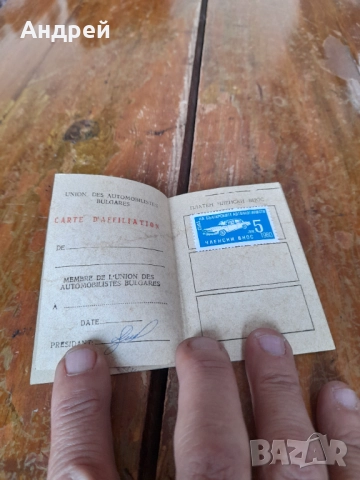 Андрей
UNION DES AUTOMOBILISTES
BULGARES
CARTE D'AFFILIATION
DE
MEMBRE DE L'UNION DES
AUTOMOBILISTES BULGARES
A
DATE
PRESIDENT
ПЛАТЕН ЧЛЕНСКИ ВНОС
5
ЧЛЕНСКИ ВНОС
BAZAR